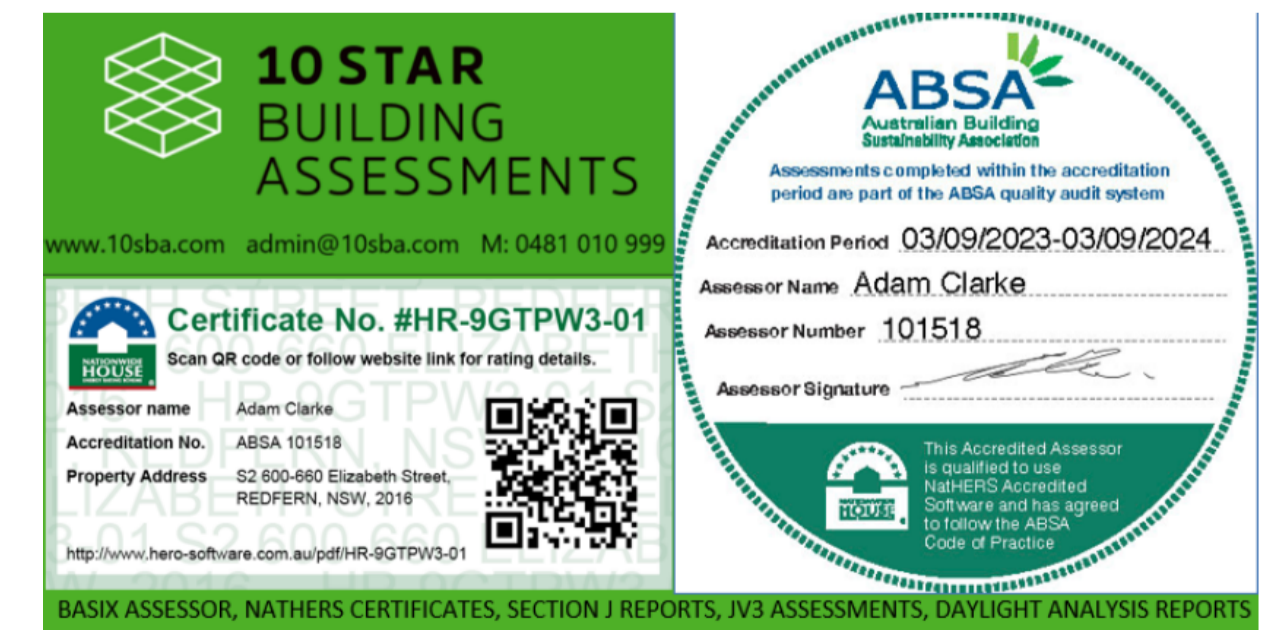 10 STAR
BUILDING
ASSESSMENTS
www.10sba.com admin@10sba.com M: 0481 010 999
Certificate No. #HR-9GTPW3-01
Scan QR code or follow website link for rating details.
NATIONWIDE
HOUSE
ENERGY RATING SCHEME
Assessor name Adam Clarke
Accreditation No. ABSA 101518
Property Address S2 600-660 Elizabeth Street,
REDFERN, NSW, 2016
http://www.hero-software.com.au/pdf/HR-9GTPW3-01
ABSA
Australian Building
Sustainability Association
Assessments completed within the accreditation
period are part of the ABSA quality audit system
Accreditation Period 03/09/2023-03/09/2024
Assessor Name Adam Clarke
Assessor Number 101518
Assessor Signature
NATIONWIDE
HOUSE
This Accredited Assessor
is qualified to use
NatHERS Accredited
Software and has agreed
to follow the ABSA
Code of Practice
BASIX ASSESSOR, NATHERS CERTIFICATES, SECTION J REPORTS, JV3 ASSESSMENTS, DAYLIGHT ANALYSIS REPORTS